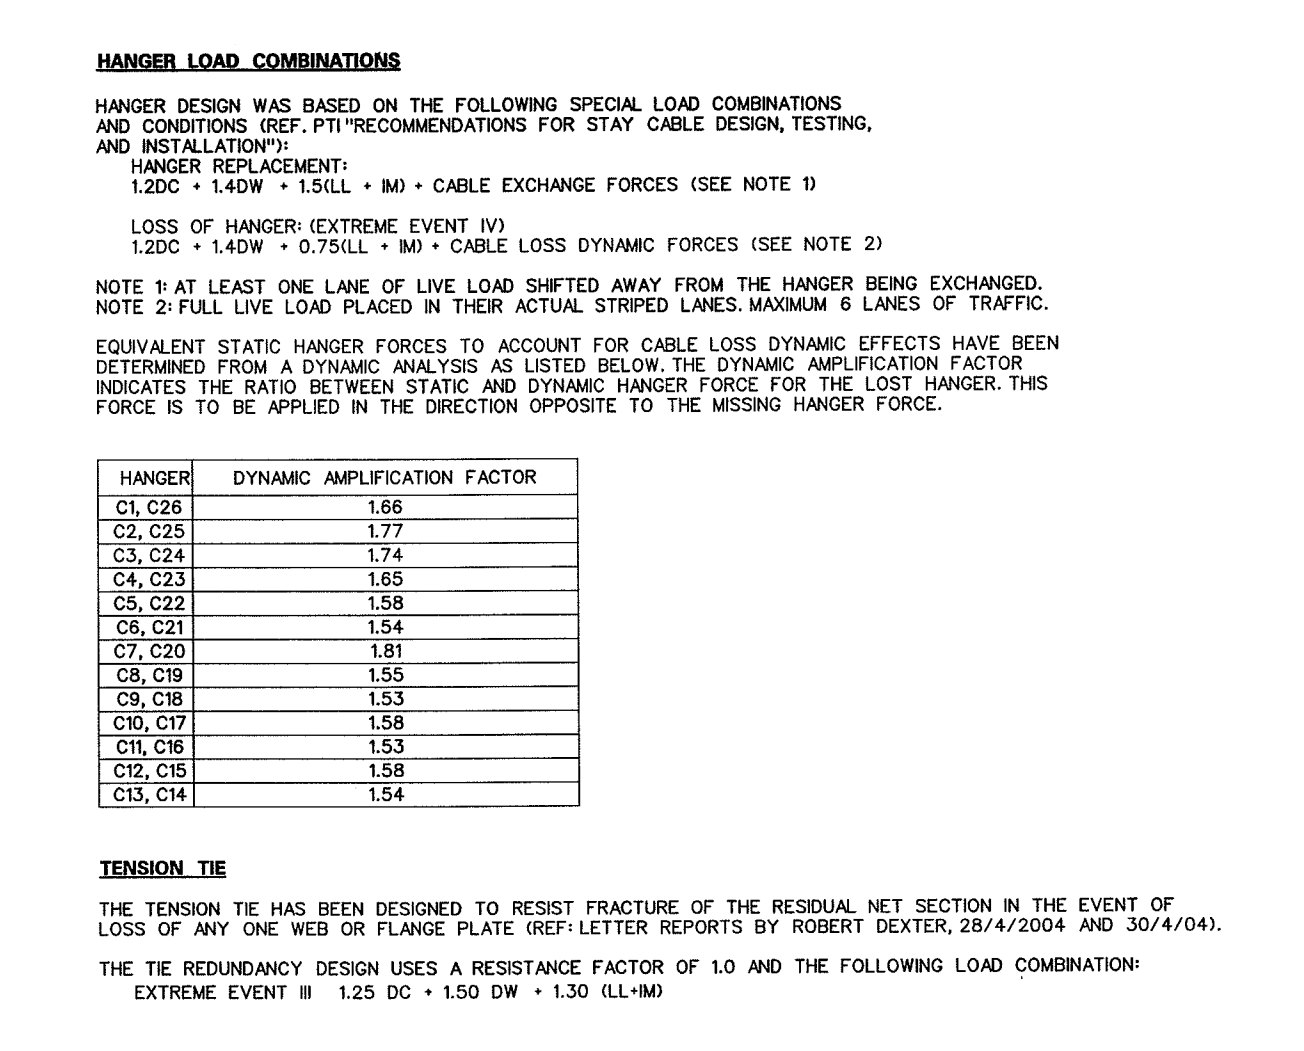 HANGER LOAD COMBINATIONS
HANGER DESIGN WAS BASED ON THE FOLLOWING SPECIAL LOAD COMBINATIONS
AND CONDITIONS (REF. PTI "RECOMMENDATIONS FOR STAY CABLE DESIGN, TESTING,
AND INSTALLATION"):
HANGER REPLACEMENT:
1.2DC + 1.4DW + 1.5(LL + IM) + CABLE EXCHANGE FORCES (SEE NOTE 1)
LOSS OF HANGER: (EXTREME EVENT IV)
1.2DC + 1.4DW + 0.75(LL + IM) + CABLE LOSS DYNAMIC FORCES (SEE NOTE 2)
NOTE 1: AT LEAST ONE LANE OF LIVE LOAD SHIFTED AWAY FROM THE HANGER BEING EXCHANGED.
NOTE 2: FULL LIVE LOAD PLACED IN THEIR ACTUAL STRIPED LANES. MAXIMUM 6 LANES OF TRAFFIC.
EQUIVALENT STATIC HANGER FORCES TO ACCOUNT FOR CABLE LOSS DYNAMIC EFFECTS HAVE BEEN
DETERMINED FROM A DYNAMIC ANALYSIS AS LISTED BELOW. THE DYNAMIC AMPLIFICATION FACTOR
INDICATES THE RATIO BETWEEN STATIC AND DYNAMIC HANGER FORCE FOR THE LOST HANGER. THIS
FORCE IS TO BE APPLIED IN THE DIRECTION OPPOSITE TO THE MISSING HANGER FORCE.
HANGER DYNAMIC AMPLIFICATION FACTOR
C1, C26 1.66
C2, C25 1.77
C3, C24 1.74
C4, C23 1.65
C5, C22 1.58
C6, C21 1.54
C7, C20 1.81
C8, C19 1.55
C9, C18 1.53
C10, C17 1.58
C11, C16 1.53
C12, C15 1.58
C13, C14 1.54
TENSION TIE
THE TENSION TIE HAS BEEN DESIGNED TO RESIST FRACTURE OF THE RESIDUAL NET SECTION IN THE EVENT OF
LOSS OF ANY ONE WEB OR FLANGE PLATE (REF: LETTER REPORTS BY ROBERT DEXTER, 28/4/2004 AND 30/4/04).
THE TIE REDUNDANCY DESIGN USES A RESISTANCE FACTOR OF 1.0 AND THE FOLLOWING LOAD COMBINATION:
EXTREME EVENT III 1.25 DC + 1.50 DW + 1.30 (LL+IM)